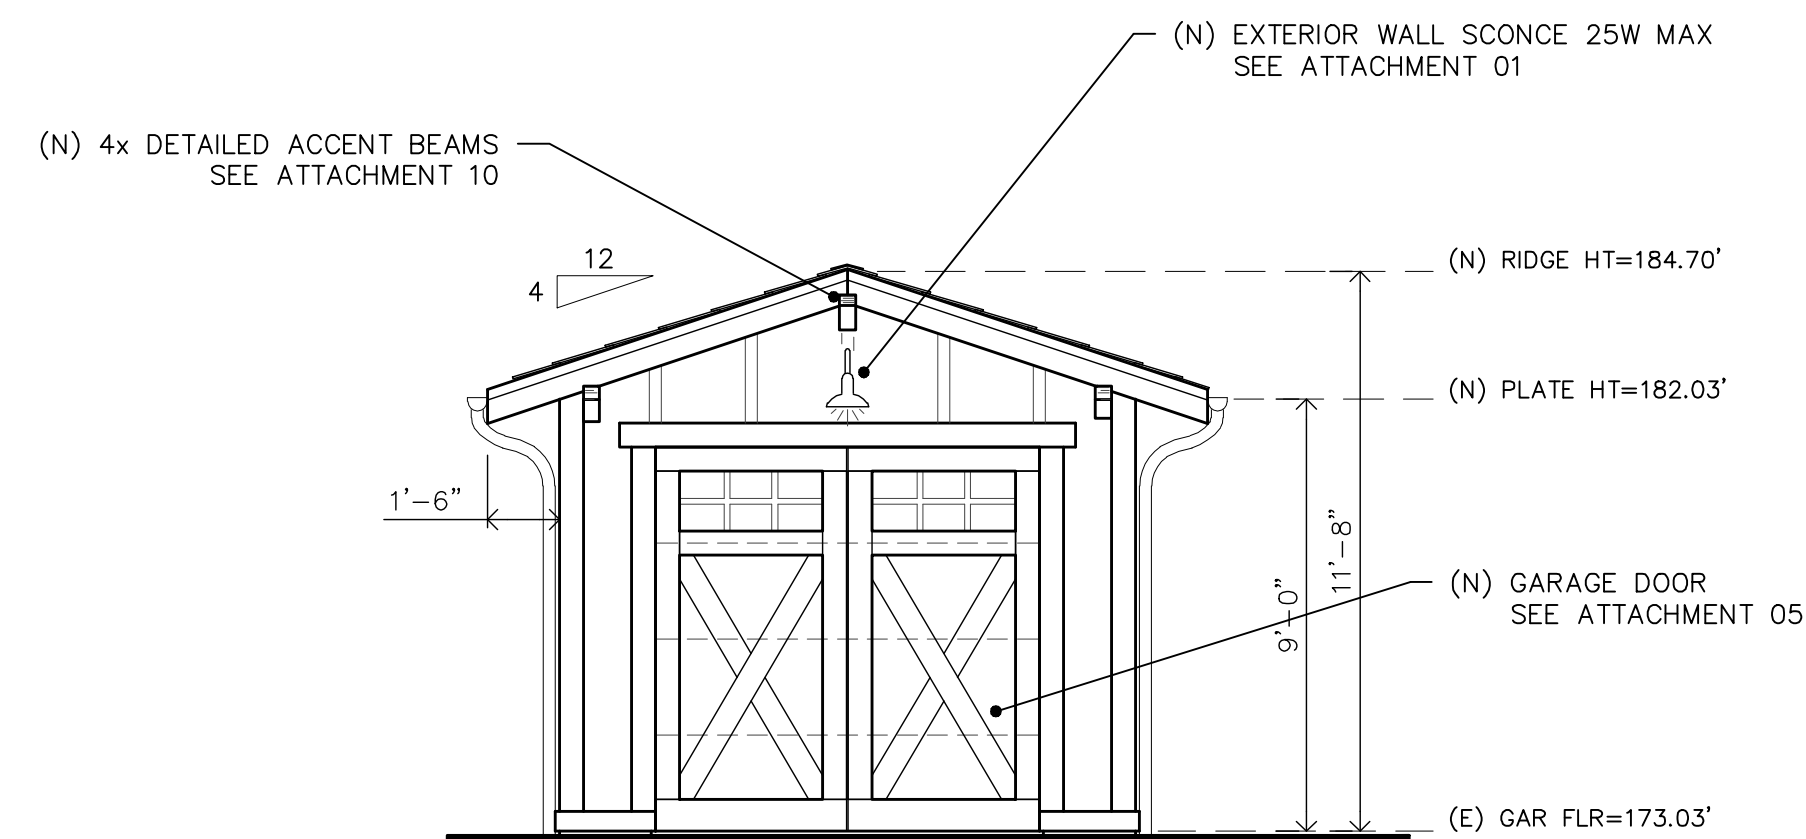 (N) EXTERIOR WALL SCONCE 25W MAX
SEE ATTACHMENT 01
(N) 4x DETAILED ACCENT BEAMS
SEE ATTACHMENT 10
12
4
(N) RIDGE HT=184.70'
(N) PLATE HT=182.03'
1'-6"
11'-8"
9'-0"
(N) GARAGE DOOR
SEE ATTACHMENT 05
(E) GAR FLR=173.03'